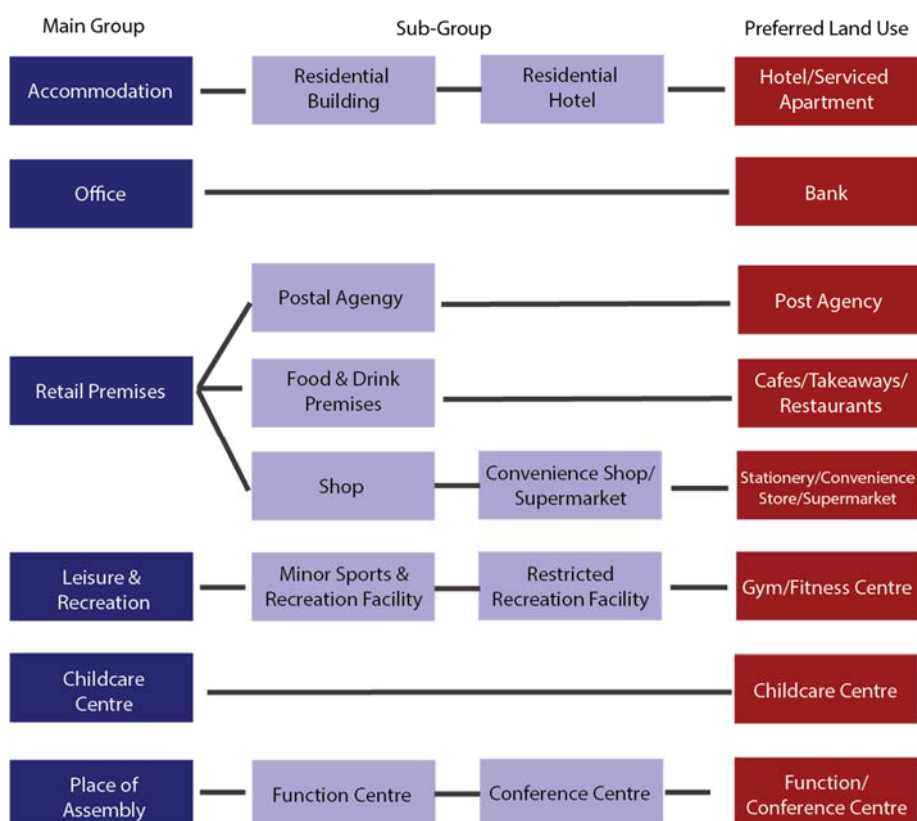 Main Group
Sub-Group
Preferred Land Use
Accommodation
Residential
Building
Residential
Hotel
Hotel/Serviced
Apartment
Office
Bank
Retail Premises
Postal Agengy
Post Agency
Food & Drink
Premises
Cafes/Takeaways/
Restaurants
Shop
Convenience Shop/
Supermarket
Stationery/Convenience
Store/Supermarket
Leisure &
Recreation
Minor Sports &
Recreation Facility
Restricted
Recreation Facility
Gym/Fitness Centre
Childcare
Centre
Childcare Centre
Place of
Assembly
Function Centre
Conference Centre
Function/
Conference Centre